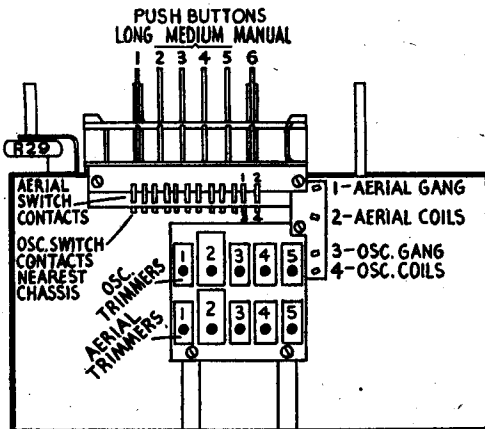 PUSH BUTTONS
LONG MEDIUM MANUAL
1 2 3 4 5 6
R29
1 2
AERIAL
SWITCH
CONTACTS
3 4
OSC. SWITCH
CONTACTS
NEAREST
CHASSIS
1-AERIAL GANG
2-AERIAL COILS
3-OSC. GANG
4-OSC. COILS
OSC.
TRIMMERS
1 2 3 4 5
AERIAL
TRIMMERS
1 2 3 4 5